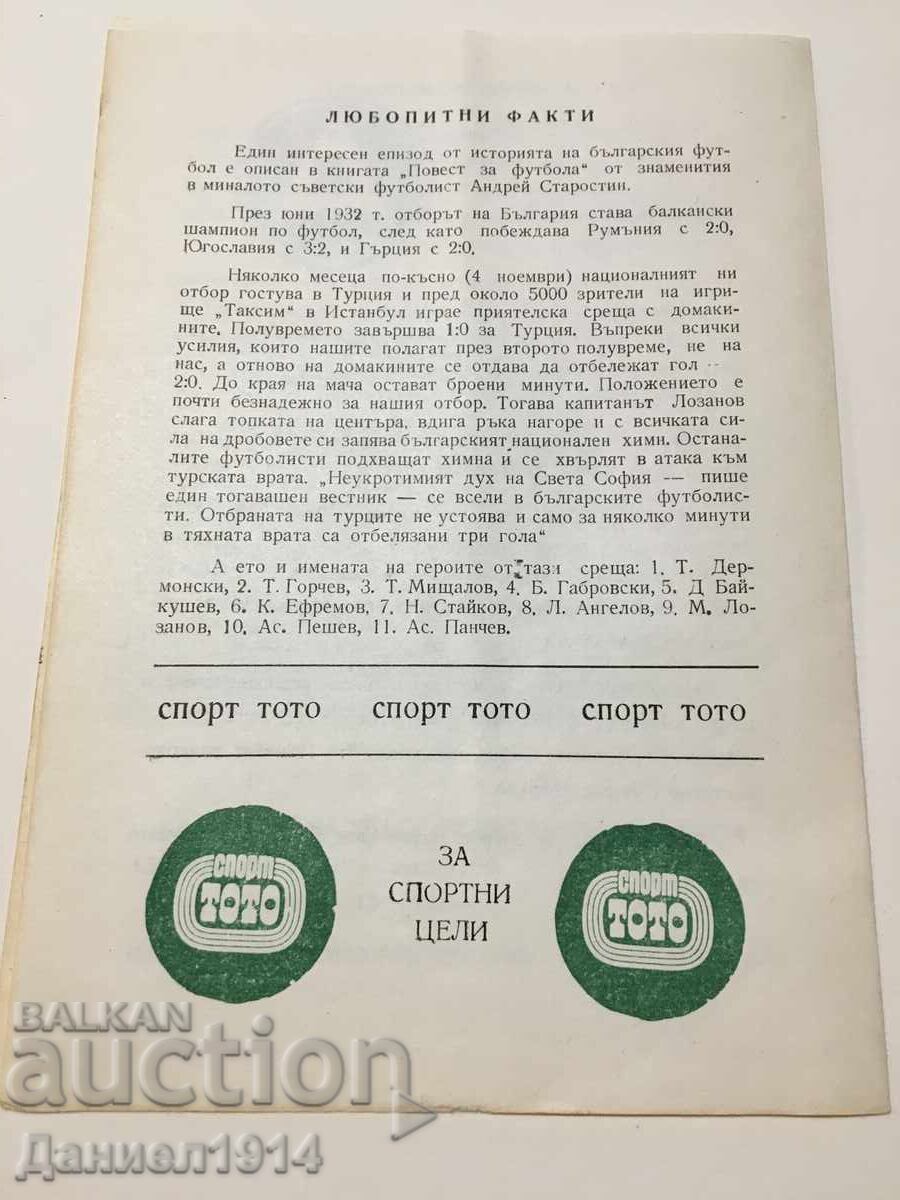 ЛЮБОПИТНИ ФАКТИ
Един интересен епизод от историята на българския фут-
бол е описан в книгата „Повест за футбола" от знаменития
в миналото съветски футболист Андрей Старостин.
През юни 1932 т. отборът на България става балкански
шампион по футбол, след като побеждава Румъния с 2:0,
Югославия с 3:2, и Гърция с 2:0.
Няколко месеца по-късно (4 ноември) националният ни
отбор гостува в Турция и пред около 5000 зрители на игри-
ще „Таксим" в Истанбул играе приятелска среща с домаки-
ните. Полувремето завършва 1:0 за Турция. Въпреки всички
усилия, които нашите полагат през второто полувреме, не на
нас, а отново на домакините се отдава да отбележат гол —
2:0. До края на мача остават броени минути. Положението е
почти безнадежно за нашия отбор. Тогава капитанът Лозанов
слага топката на центъра, вдига ръка нагоре и с всичката си-
ла на дробовете си запява българският национален химн. Остана-
лите футболисти подхващат химна и се хвърлят в атака към
турската врата. „Неукротимият дух на Света София — пише
един тогавашен вестник — се всели в българските футболис-
ти. Отбраната на турците не устоява и само за няколко минути
в тяхната врата са отбелязани три гола"
А ето и имената на героите от тази среща: 1. Т. Дер-
монски, 2. Т. Горчев, 3. Т. Мищалов, 4. Б. Габровски, 5. Д Бай-
кушев, 6. К. Ефремов, 7. Н. Стайков, 8. Л. Ангелов, 9. М. Ло-
занов, 10. Ас. Пешев, 11. Ас. Панчев.
спорт тото спорт тото спорт тото
ЗА
СПОРТНИ
ЦЕЛИ
спорт
ТОТО
спорт
ТОТО
BALKAN
auction
Даниел1914